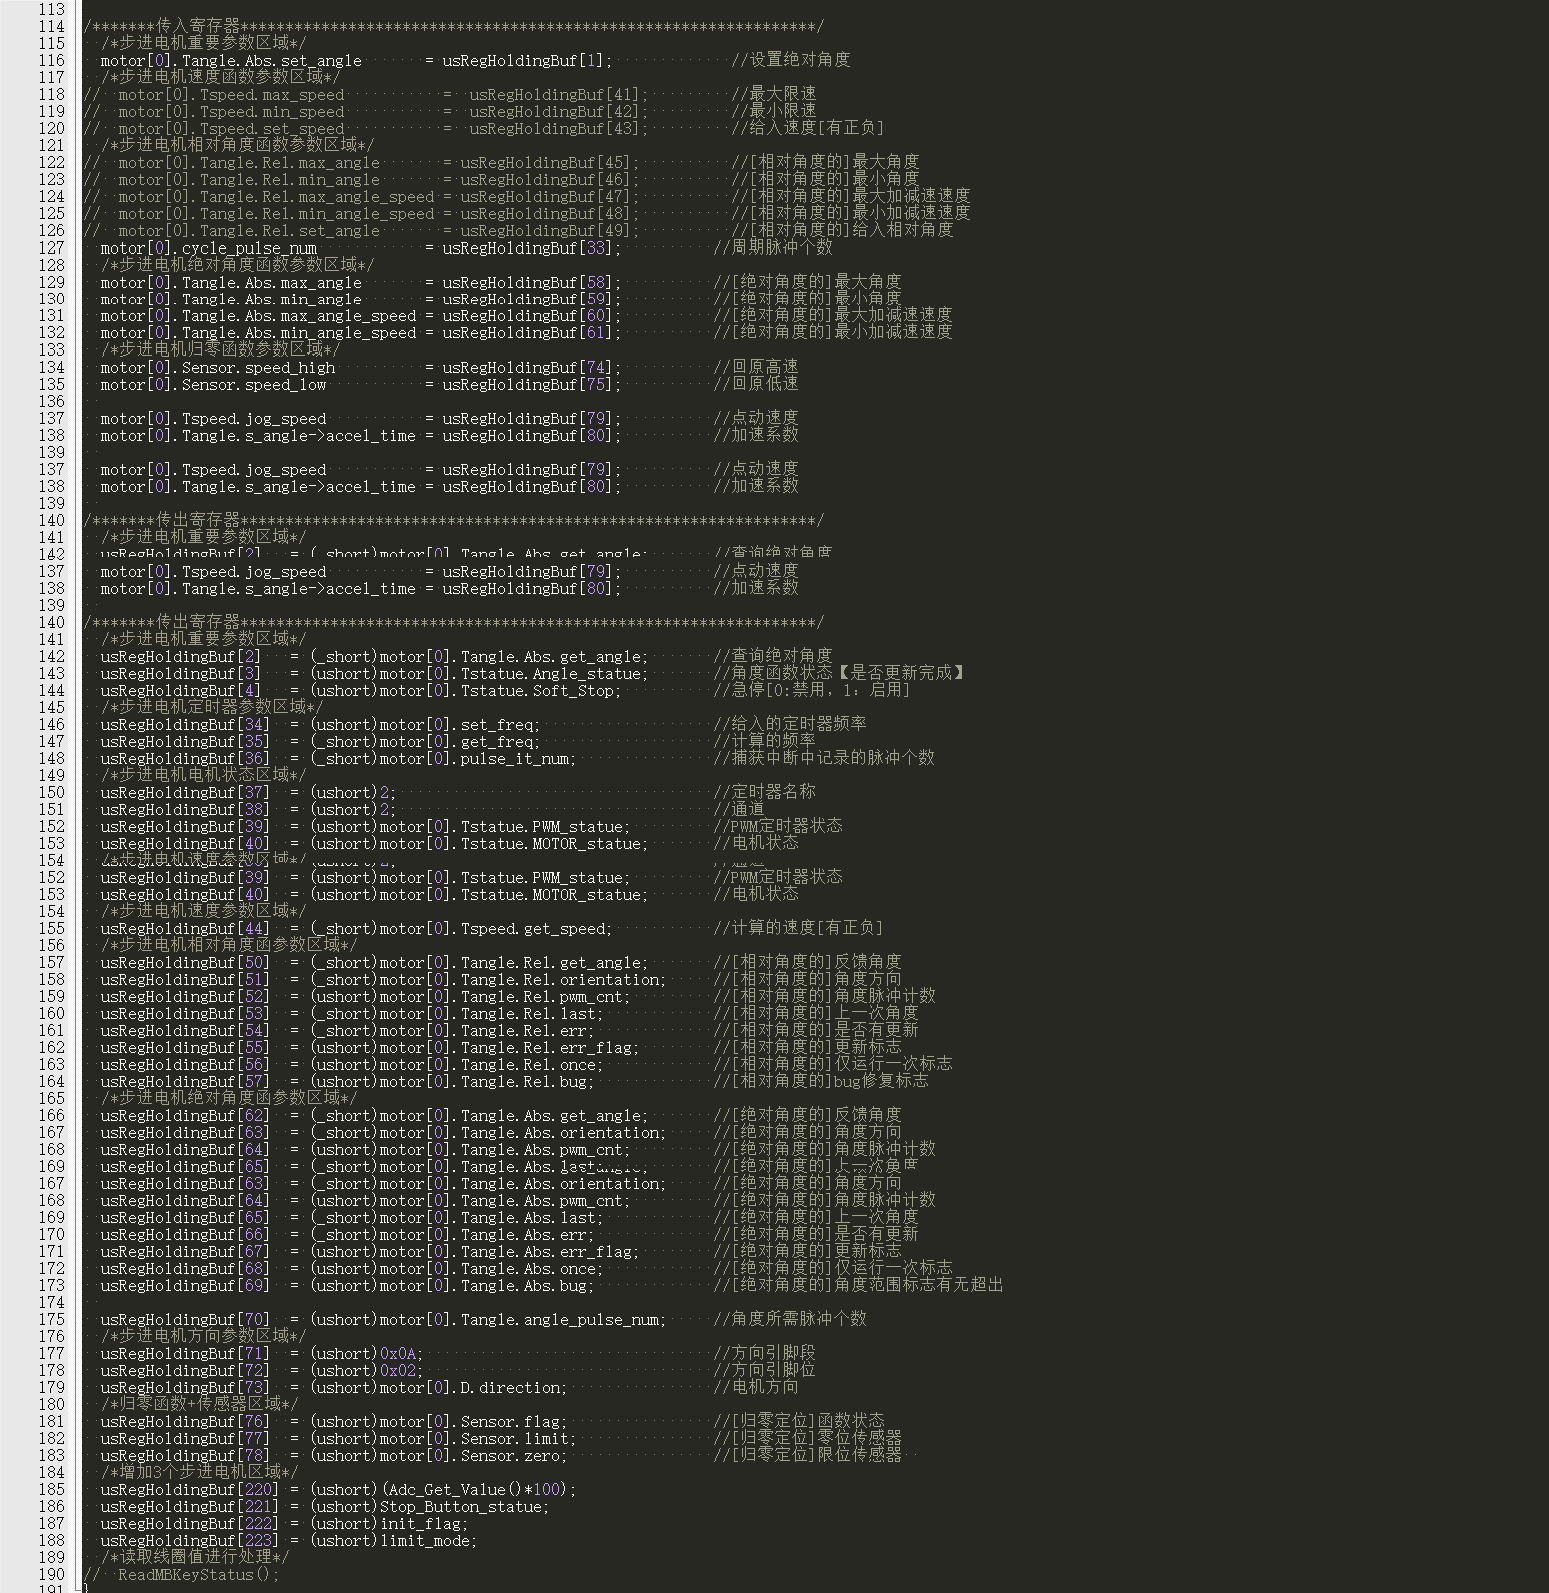 113
114 /*******传入寄存器****************************************************************/
115 /*步进电机重要参数区域*/
116 motor[0].Tangle.Abs.set_angle = usRegHoldingBuf[1]; //设置绝对角度
117 /*步进电机速度函数参数区域*/
118 // motor[0].Tspeed.max_speed = usRegHoldingBuf[41]; //最大限速
119 // motor[0].Tspeed.min_speed = usRegHoldingBuf[42]; //最小限速
120 // motor[0].Tspeed.set_speed = usRegHoldingBuf[43]; //给入速度[有正负]
121 /*步进电机相对角度函数参数区域*/
122 // motor[0].Tangle.Rel.max_angle = usRegHoldingBuf[45]; //[相对角度的]最大角度
123 // motor[0].Tangle.Rel.min_angle = usRegHoldingBuf[46]; //[相对角度的]最小角度
124 // motor[0].Tangle.Rel.max_angle_speed = usRegHoldingBuf[47]; //[相对角度的]最大加减速速度
125 // motor[0].Tangle.Rel.min_angle_speed = usRegHoldingBuf[48]; //[相对角度的]最小加减速速度
126 // motor[0].Tangle.Rel.set_angle = usRegHoldingBuf[49]; //[相对角度的]给入相对角度
127 motor[0].cycle_pulse_num = usRegHoldingBuf[33]; //周期脉冲个数
128 /*步进电机绝对角度函数参数区域*/
129 motor[0].Tangle.Abs.max_angle = usRegHoldingBuf[58]; //[绝对角度的]最大角度
130 motor[0].Tangle.Abs.min_angle = usRegHoldingBuf[59]; //[绝对角度的]最小角度
131 motor[0].Tangle.Abs.max_angle_speed = usRegHoldingBuf[60]; //[绝对角度的]最大加减速速度
132 motor[0].Tangle.Abs.min_angle_speed = usRegHoldingBuf[61]; //[绝对角度的]最小加减速速度
133 /*步进电机归零函数参数区域*/
134 motor[0].Sensor.speed_high = usRegHoldingBuf[74]; //回原高速
135 motor[0].Sensor.speed_low = usRegHoldingBuf[75]; //回原低速
136
137 motor[0].Tspeed.jog_speed = usRegHoldingBuf[79]; //点动速度
138 motor[0].Tangle.s_angle->accel_time = usRegHoldingBuf[80]; //加速系数
139
137 motor[0].Tspeed.jog_speed = usRegHoldingBuf[79]; //点动速度
138 motor[0].Tangle.s_angle->accel_time = usRegHoldingBuf[80]; //加速系数
139
140 /*******传出寄存器****************************************************************/
141 /*步进电机重要参数区域*/
142 usRegHoldingBuf[2] = (_short)motor[0].Tangle.Abs.get_angle; //查询绝对角度
137 motor[0].Tspeed.jog_speed = usRegHoldingBuf[79]; //点动速度
138 motor[0].Tangle.s_angle->accel_time = usRegHoldingBuf[80]; //加速系数
139
140 /*******传出寄存器****************************************************************/
141 /*步进电机重要参数区域*/
142 usRegHoldingBuf[2] = (_short)motor[0].Tangle.Abs.get_angle; //查询绝对角度
143 usRegHoldingBuf[3] = (ushort)motor[0].Tstatue.Angle_statue; //角度函数状态【是否更新完成】
144 usRegHoldingBuf[4] = (ushort)motor[0].Tstatue.Soft_Stop; //急停[0:禁用, 1: 启用]
145 /*步进电机定时器参数区域*/
146 usRegHoldingBuf[34] = (ushort)motor[0].set_freq; //给入的定时器频率
147 usRegHoldingBuf[35] = (_short)motor[0].get_freq; //计算的频率
148 usRegHoldingBuf[36] = (_short)motor[0].pulse_it_num; //捕获中断中记录的脉冲个数
149 /*步进电机电机状态区域*/
150 usRegHoldingBuf[37] = (ushort)2; //定时器名称
151 usRegHoldingBuf[38] = (ushort)2; //通道
152 usRegHoldingBuf[39] = (ushort)motor[0].Tstatue.PWM_statue; //PWM定时器状态
153 usRegHoldingBuf[40] = (ushort)motor[0].Tstatue.MOTOR_statue; //电机状态
154 /*步进电机速度参数区域*/
152 usRegHoldingBuf[39] = (ushort)motor[0].Tstatue.PWM_statue; //PWM定时器状态
153 usRegHoldingBuf[40] = (ushort)motor[0].Tstatue.MOTOR_statue; //电机状态
154 /*步进电机速度参数区域*/
155 usRegHoldingBuf[44] = (_short)motor[0].Tspeed.get_speed; //计算的速度[有正负]
156 /*步进电机相对角度函参数区域*/
157 usRegHoldingBuf[50] = (_short)motor[0].Tangle.Rel.get_angle; //[相对角度的]反馈角度
158 usRegHoldingBuf[51] = (_short)motor[0].Tangle.Rel.orientation; //[相对角度的]角度方向
159 usRegHoldingBuf[52] = (ushort)motor[0].Tangle.Rel.pwm_cnt; //[相对角度的]角度脉冲计数
160 usRegHoldingBuf[53] = (_short)motor[0].Tangle.Rel.last; //[相对角度的]上一次角度
161 usRegHoldingBuf[54] = (_short)motor[0].Tangle.Rel.err; //[相对角度的]是否有更新
162 usRegHoldingBuf[55] = (ushort)motor[0].Tangle.Rel.err_flag; //[相对角度的]更新标志
163 usRegHoldingBuf[56] = (ushort)motor[0].Tangle.Rel.once; //[相对角度的]仅运行一次标志
164 usRegHoldingBuf[57] = (ushort)motor[0].Tangle.Rel.bug; //[相对角度的]bug修复标志
165 /*步进电机绝对角度函参数区域*/
166 usRegHoldingBuf[62] = (_short)motor[0].Tangle.Abs.get_angle; //[绝对角度的]反馈角度
167 usRegHoldingBuf[63] = (_short)motor[0].Tangle.Abs.orientation; //[绝对角度的]角度方向
168 usRegHoldingBuf[64] = (_short)motor[0].Tangle.Abs.pwm_cnt; //[绝对角度的]角度脉冲计数
169 usRegHoldingBuf[65] = (_short)motor[0].Tangle.Abs. //[绝对角度的]上一次角度
167 usRegHoldingBuf[63] = (_short)motor[0].Tangle.Abs.orientation; //[绝对角度的]角度方向
168 usRegHoldingBuf[64] = (ushort)motor[0].Tangle.Abs.pwm_cnt; //[绝对角度的]角度脉冲计数
169 usRegHoldingBuf[65] = (_short)motor[0].Tangle.Abs.last; //[绝对角度的]上一次角度
170 usRegHoldingBuf[66] = (_short)motor[0].Tangle.Abs.err; //[绝对角度的]是否有更新
171 usRegHoldingBuf[67] = (ushort)motor[0].Tangle.Abs.err_flag; //[绝对角度的]更新标志
172 usRegHoldingBuf[68] = (ushort)motor[0].Tangle.Abs.once; //[绝对角度的]仅运行一次标志
173 usRegHoldingBuf[69] = (ushort)motor[0].Tangle.Abs.bug; //[绝对角度的]角度范围标志有无超出
174
175 usRegHoldingBuf[70] = (ushort)motor[0].Tangle.angle_pulse_num; //角度所需脉冲个数
176 /*步进电机方向参数区域*/
177 usRegHoldingBuf[71] = (ushort)0x0A; //方向引脚段
178 usRegHoldingBuf[72] = (ushort)0x02; //方向引脚位
179 usRegHoldingBuf[73] = (ushort)motor[0].D.direction; //电机方向
180 /*归零函数+传感器区域*/
181 usRegHoldingBuf[76] = (ushort)motor[0].Sensor.flag; //[归零定位]函数状态
182 usRegHoldingBuf[77] = (ushort)motor[0].Sensor.limit; //[归零定位]零位传感器
183 usRegHoldingBuf[78] = (ushort)motor[0].Sensor.zero; //[归零定位]限位传感器
184 /*增加3个步进电机区域*/
185 usRegHoldingBuf[220] = (ushort)(Adc_Get_Value()*100);
186 usRegHoldingBuf[221] = (ushort)Stop_Button_statue;
187 usRegHoldingBuf[222] = (ushort)init_flag;
188 usRegHoldingBuf[223] = (ushort)limit_mode;
189 /*读取线圈值进行处理*/
190 // ReadMBKeyStatus();
191 }